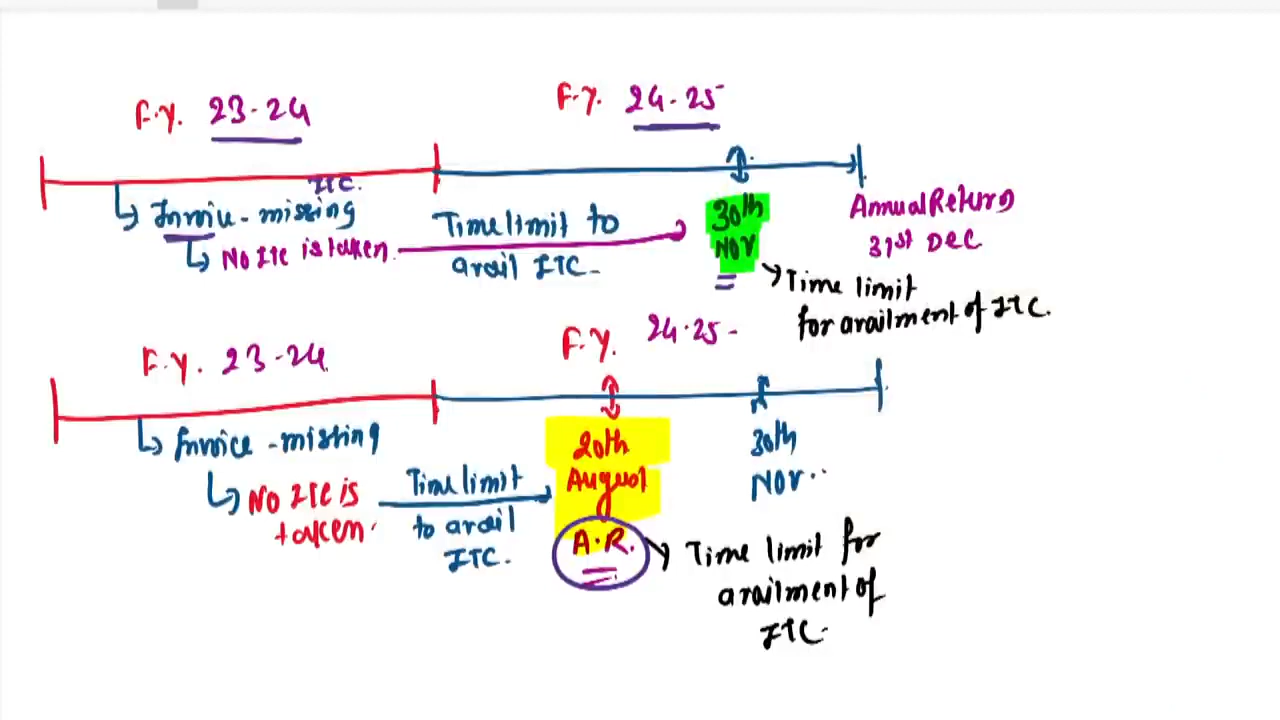 F.Y. 23-24
F.Y. 24-25
ITC.
Invoice-missing
No ITC is taken
Time limit to
avail ITC.
30th
NOV
Annual Return
31st DEC
Time limit
for availment of ITC.
F.Y. 23-24
F.Y. 24-25-
Invoice-missing
No ITC is
taken.
Time limit
to avail
ITC.
20th
August
A.R.
30th
NOV..
Time limit for
availment of
ITC.